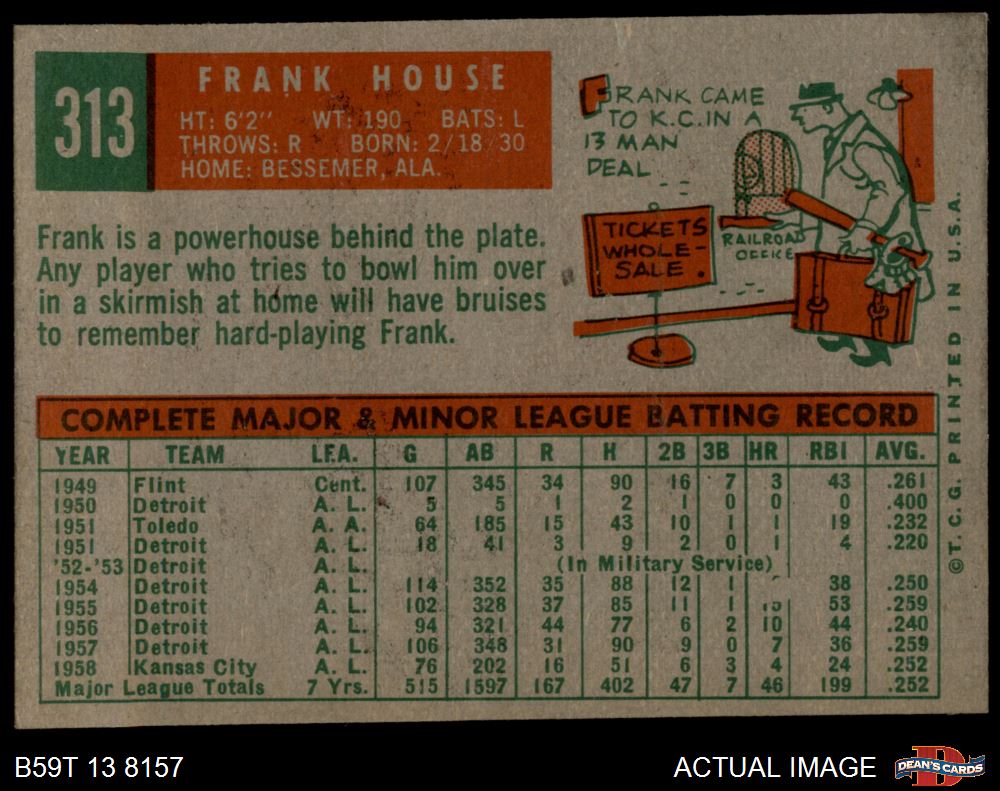 313
FRANK HOUSE
HT: 6'2" WT: 190 BATS: L
THROWS: R BORN: 2/18/30
HOME: BESSEMER, ALA.
FRANK CAME
TO K.C. IN A
13 MAN
DEAL
TICKETS
WHOLE-
SALE.
RAILROAD
OFFICE
Frank is a powerhouse behind the plate.
Any player who tries to bowl him over
in a skirmish at home will have bruises
to remember hard-playing Frank.
COMPLETE MAJOR & MINOR LEAGUE BATTING RECORD
YEAR TEAM LEA. G AB R H 2B 3B HR RBI AVG.
1949 Flint Cent. 107 345 34 90 16 7 3 43 .261
1950 Detroit A. L. 5 5 1 2 1 0 0 0 .400
1951 Toledo A. A. 64 185 15 43 10 1 1 19 .232
1951 Detroit A. L. 18 41 3 9 2 0 1 4 .220
'52-'53 Detroit A. L. (In Military Service)
1954 Detroit A. L. 114 352 35 88 12 1 38 .250
1955 Detroit A. L. 102 328 37 85 11 1 15 53 .259
1956 Detroit A. L. 94 321 44 77 6 2 10 44 .240
1957 Detroit A. L. 106 348 31 90 9 0 7 36 .259
1958 Kansas City A. L. 76 202 16 51 6 3 4 24 .252
Major League Totals 7 Yrs. 515 1597 167 402 47 7 46 199 .252
©T. C. G. PRINTED IN U.S.A.
B59T 13 8157
ACTUAL IMAGE
DEAN'S CARDS